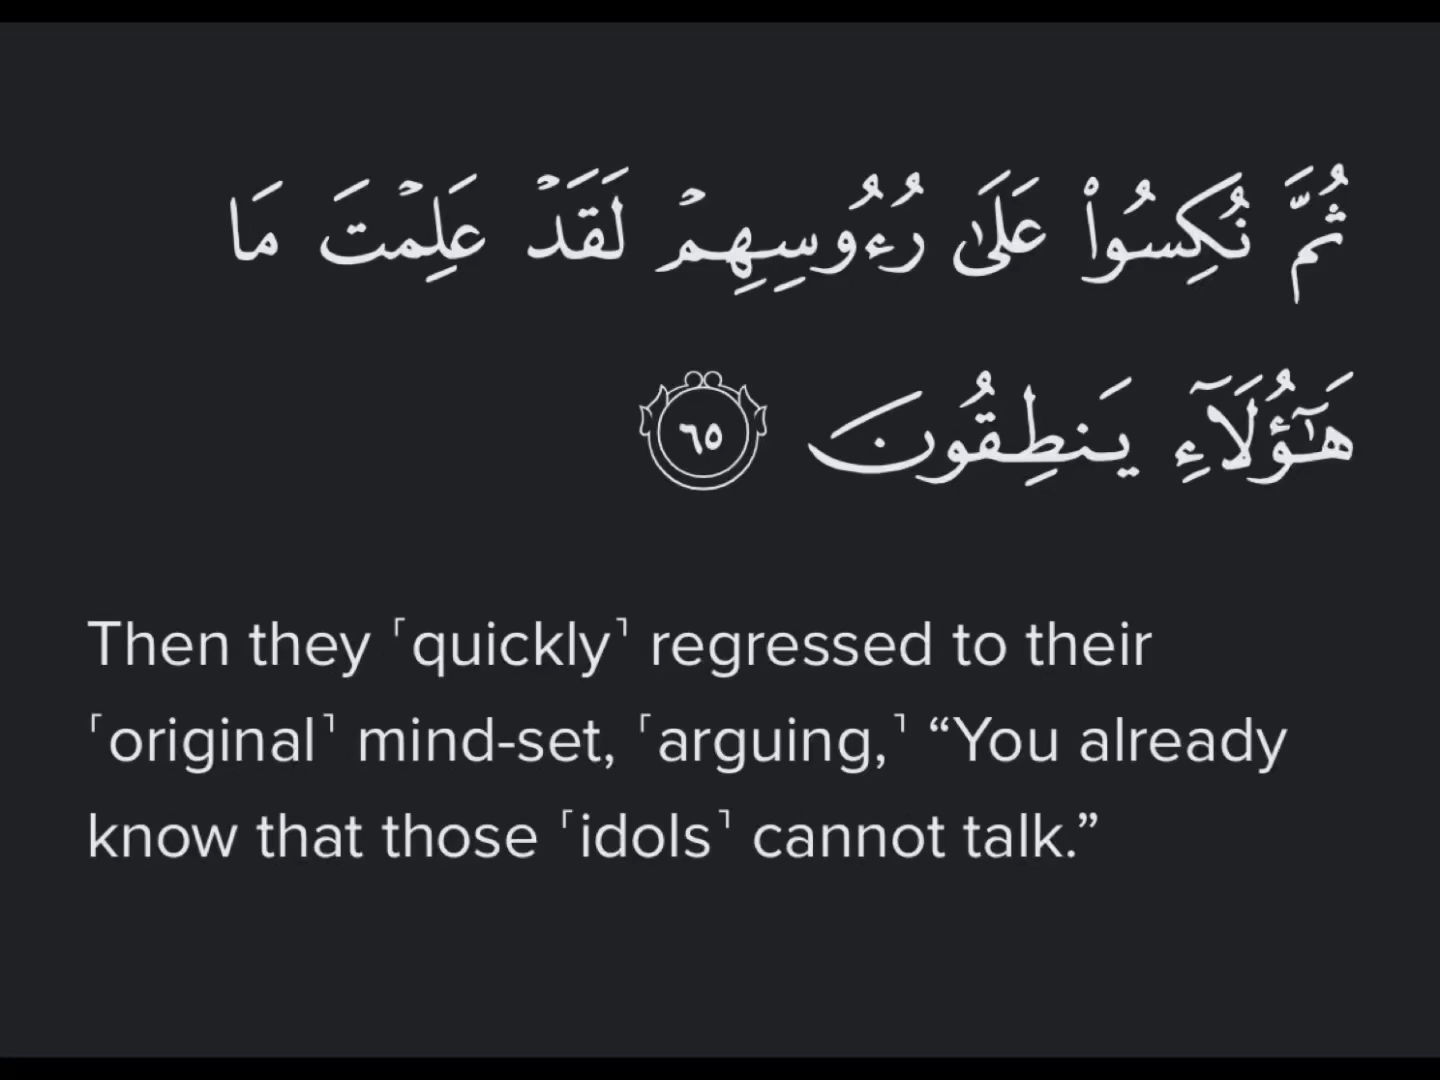 ثُمَّ نُكِسُوا۟ عَلَىٰ رُءُوسِهِمْ لَقَدْ عَلِمْتَ مَا
هَـٰٓؤُلَآءِ يَنطِقُونَ ٦٥
Then they ˹quickly˺ regressed to their
˹original˺ mind-set, ˹arguing,˺ “You already
know that those ˹idols˺ cannot talk.”